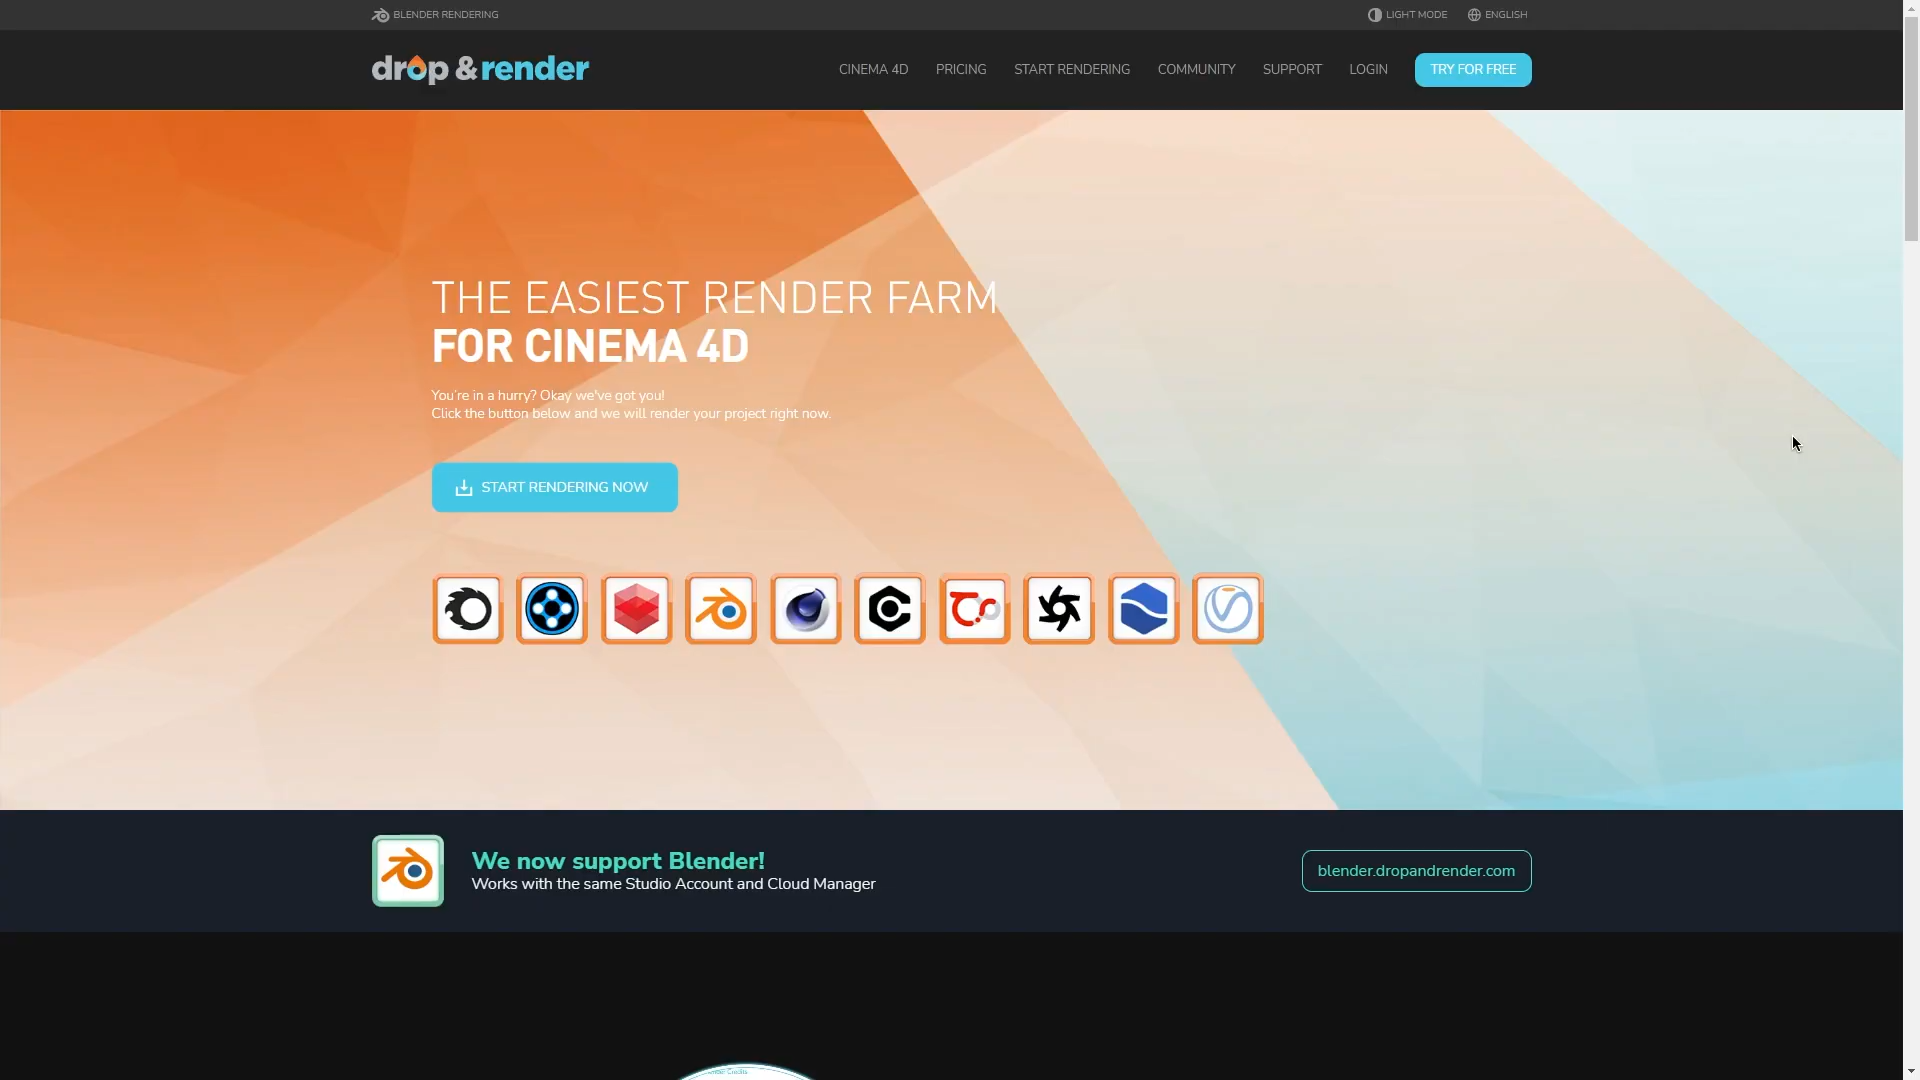 BLENDER RENDERING
LIGHT MODE
ENGLISH
drop & render
CINEMA 4D
PRICING
START RENDERING
COMMUNITY
SUPPORT
LOGIN
TRY FOR FREE
THE EASIEST RENDER FARM
FOR CINEMA 4D
You're in a hurry? Okay we've got you!
Click the button below and we will render your project right now.
START RENDERING NOW
We now support Blender!
Works with the same Studio Account and Cloud Manager
blender.dropandrender.com